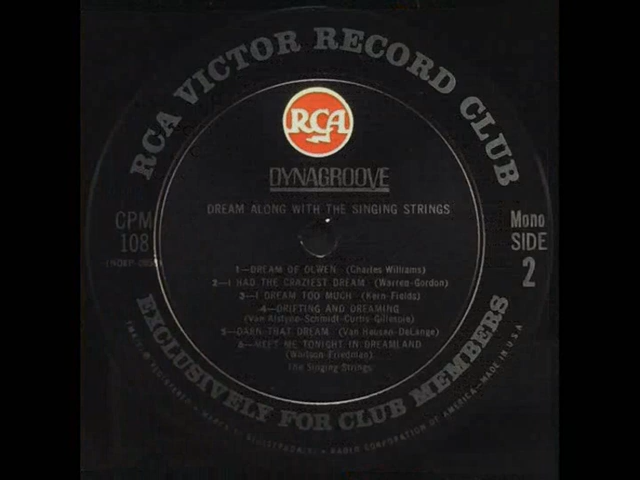 RCA VICTOR RECORD CLUB
RCA
DYNAGROOVE
DREAM ALONG WITH THE SINGING STRINGS
CPM
108
Mono
SIDE
2
1—DREAM OF OLWEN (Charles Williams)
2—I HAD THE CRAZIEST DREAM (Warren-Gordon)
3—I DREAM TOO MUCH (Kern-Fields)
4—DRIFTING AND DREAMING
(Van Alstyne-Schmidt-Curtis-Gillespie)
5—DARN THAT DREAM (Van Heusen-DeLange)
6—MEET ME TONIGHT IN DREAMLAND
(Whitson-Friedman)
The Singing Strings
EXCLUSIVELY FOR CLUB MEMBERS
RADIO CORPORATION OF AMERICA—MADE IN U.S.A.